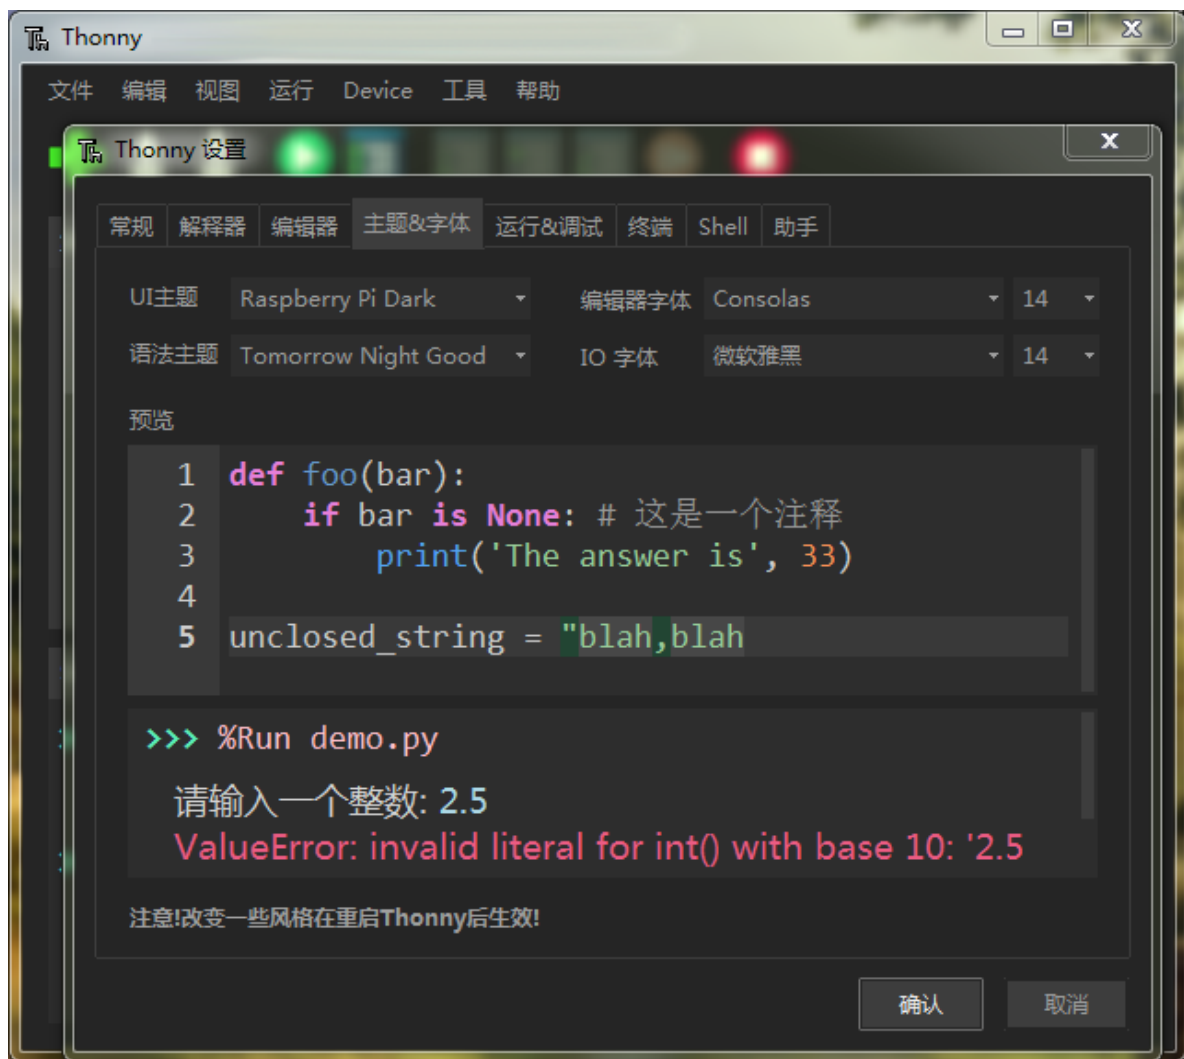 Thonny
文件 编辑 视图 运行 Device 工具 帮助
Thonny 设置
常规 解释器 编辑器 主题&字体 运行&调试 终端 Shell 助手
UI主题 Raspberry Pi Dark 编辑器字体 Consolas 14
语法主题 Tomorrow Night Good IO 字体 微软雅黑 14
预览
1 def foo(bar):
2 if bar is None: # 这是一个注释
3 print('The answer is', 33)
4
5 unclosed_string = "blah,blah
>>> %Run demo.py
请输入一个整数: 2.5
ValueError: invalid literal for int() with base 10: '2.5
注意!改变一些风格在重启Thonny后生效!
确认 取消